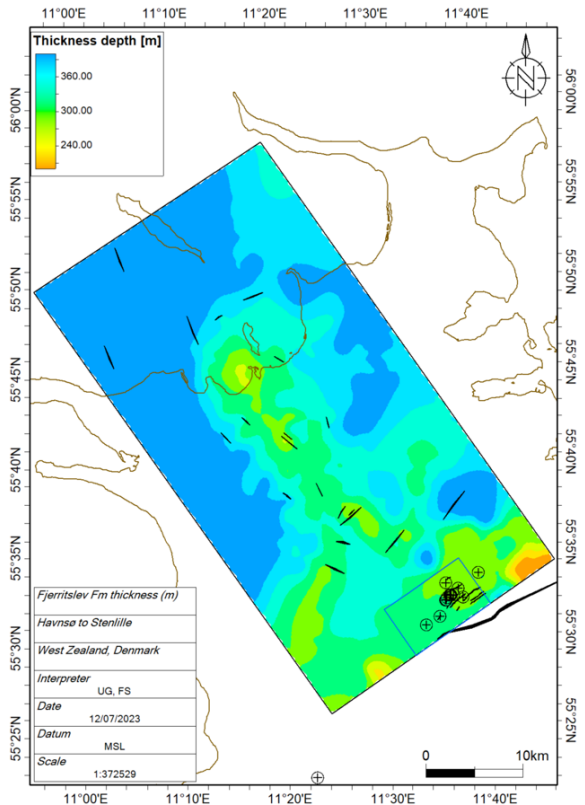 11°00'E 11°10'E 11°20'E 11°30'E 11°40'E
Thickness depth [m]
360.00
300.00
240.00
N
56°00'N 56°00'N
55°55'N 55°55'N
55°50'N 55°50'N
55°45'N 55°45'N
55°40'N 55°40'N
55°35'N 55°35'N
55°30'N 55°30'N
55°25'N 55°25'N
Fjerritslev Fm thickness (m)
Havnsø to Stenlille
West Zealand, Denmark
Interpreter
UG, FS
Date
12/07/2023
Datum
MSL
Scale
1:372529
0 10km
11°00'E 11°10'E 11°20'E 11°30'E 11°40'E